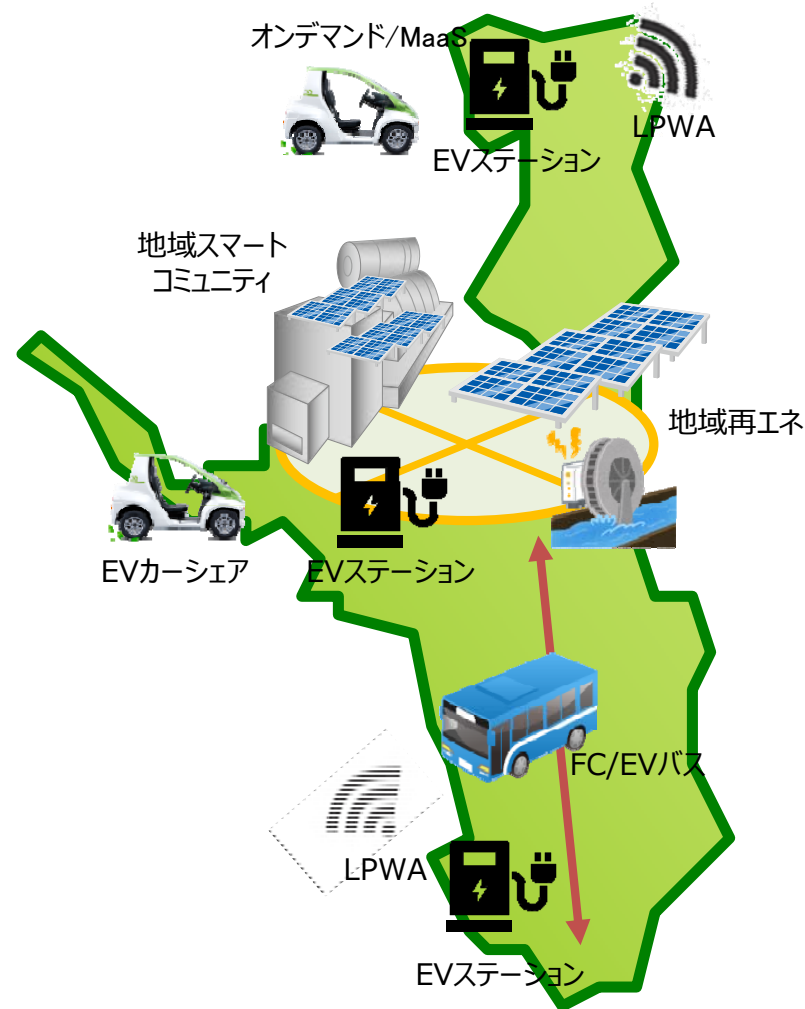 オンデマンド/MaaS
LPWA
EVステーション
地域スマート
コミュニティ
地域再エネ
EVカーシェア
EVステーション
FC/EVバス
LPWA
EVステーション